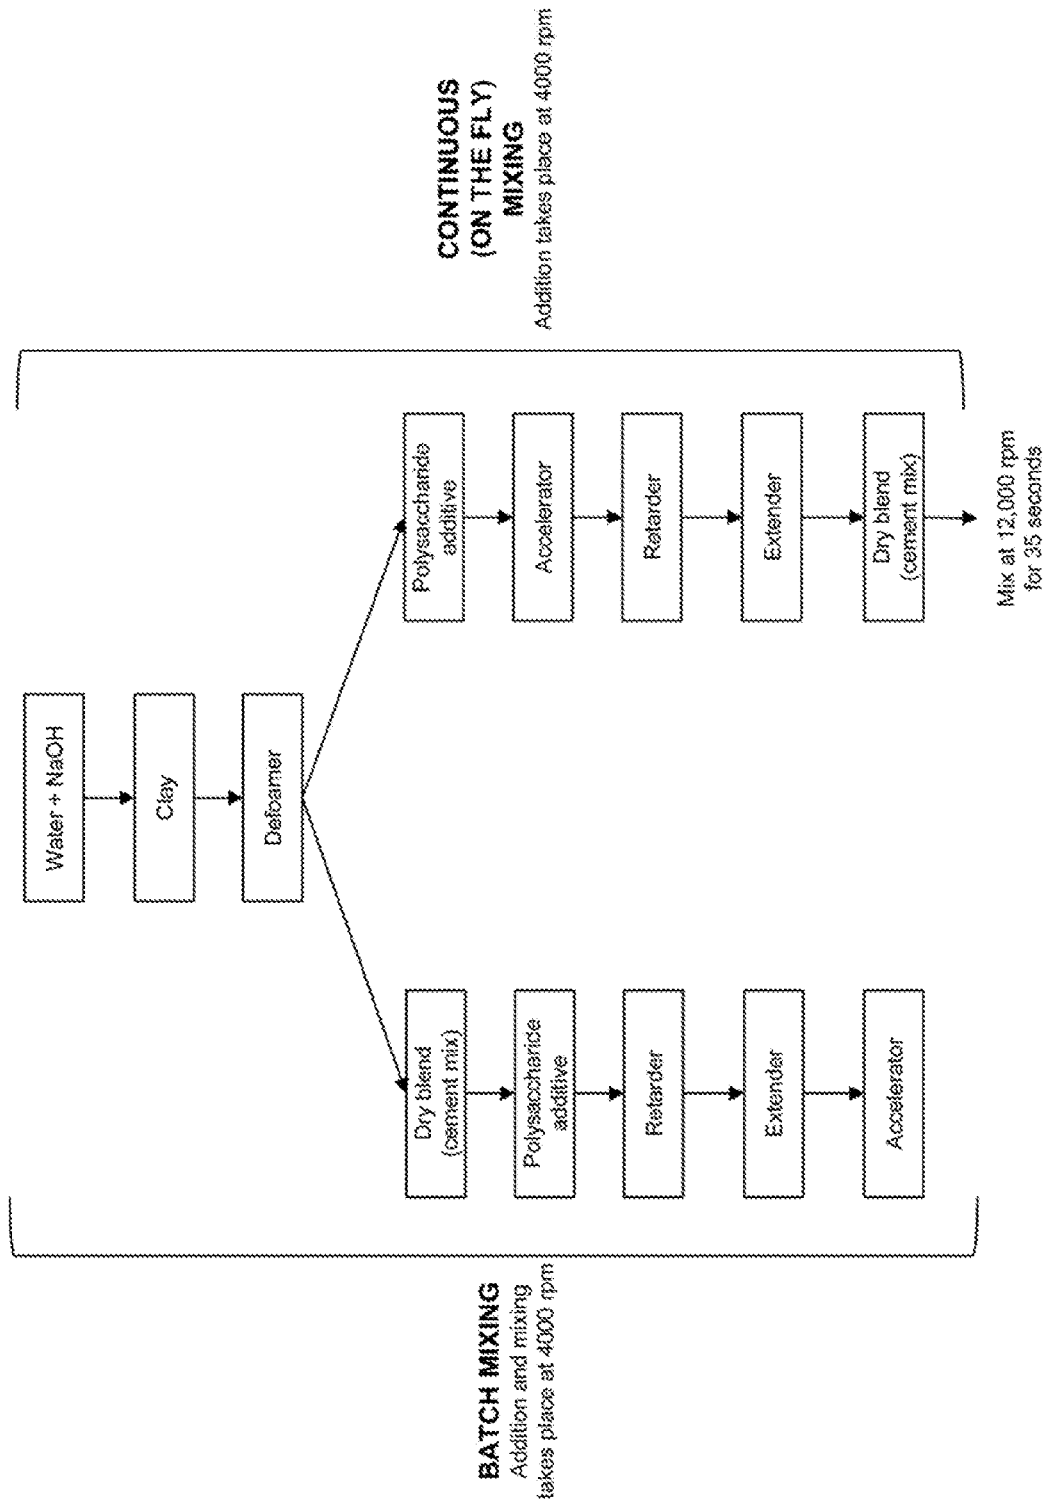 Water + NaOH
Clay
Defoamer
BATCH MIXING
Addition and mixing
takes place at 4000 rpm
Dry blend
(cement mix)
Polysaccharide
additive
Retarder
Extender
Accelerator
Polysaccharide
additive
Accelerator
Retarder
Extender
Dry blend
(cement mix)
Mix at 12,000 rpm
for 35 seconds
CONTINUOUS
(ON THE FLY)
MIXING
Addition takes place at 4000 rpm